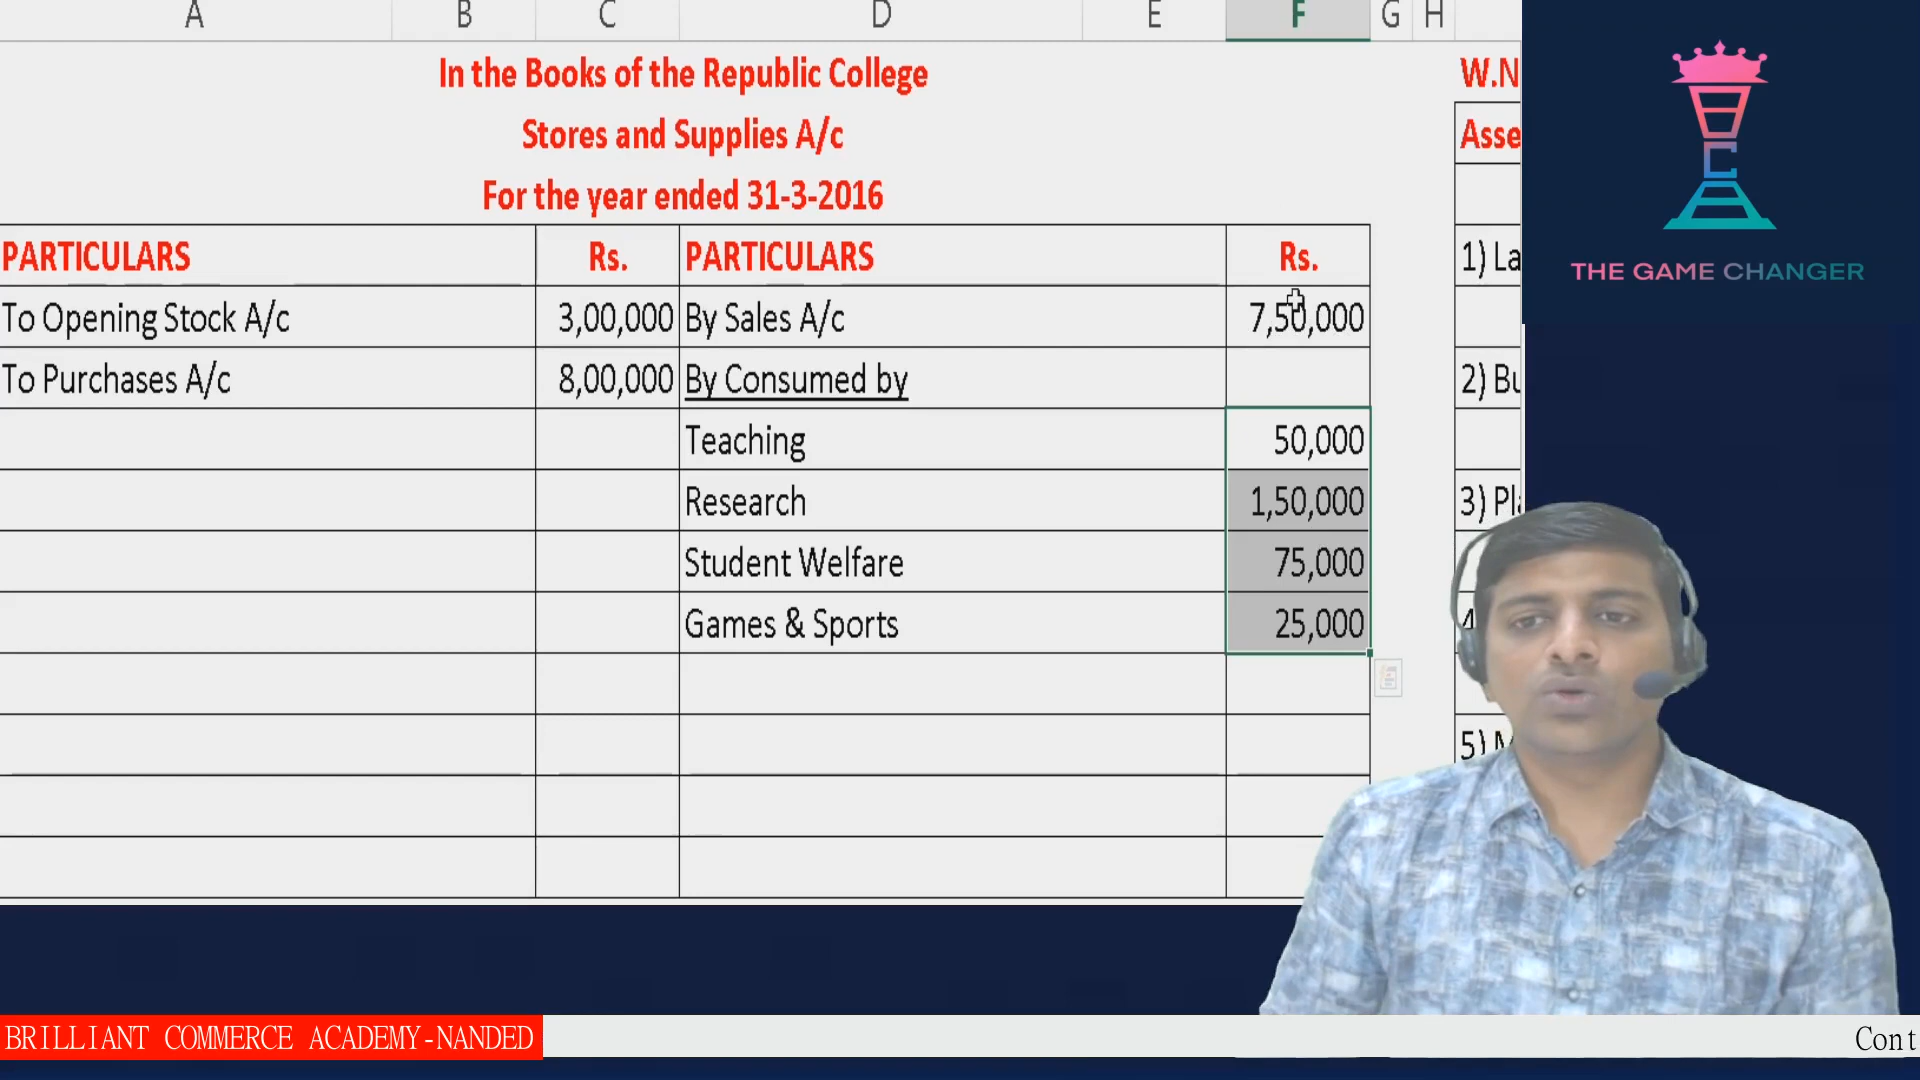 A B C D E F G H
In the Books of the Republic College
W.N
Stores and Supplies A/c
Asse
For the year ended 31-3-2016
PARTICULARS Rs. PARTICULARS Rs.
1) La
To Opening Stock A/c 3,00,000 By Sales A/c 7,50,000
To Purchases A/c 8,00,000 By Consumed by
2) Bu
Teaching 50,000
Research 1,50,000
3) Pla
Student Welfare 75,000
Games & Sports 25,000
5) M
THE GAME CHANGER
BRILLIANT COMMERCE ACADEMY-NANDED
Cont